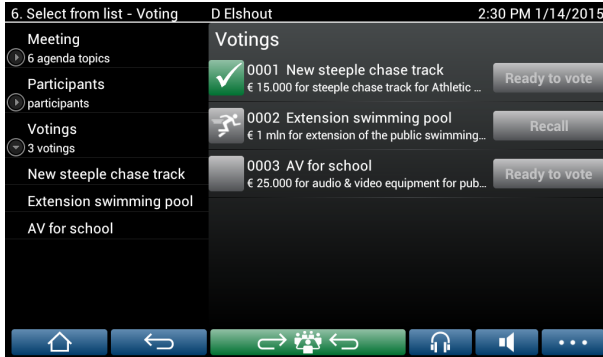 6. Select from list - Voting D Elshout 2:30 PM 1/14/2015
Meeting
6 agenda topics
Participants
participants
Votings
3 votings
New steeple chase track
Extension swimming pool
AV for school
Votings
0001 New steeple chase track
€ 15.000 for steeple chase track for Athletic ...
Ready to vote
0002 Extension swimming pool
€ 1 mln for extension of the public swimming...
Recall
0003 AV for school
€ 25.000 for audio & video equipment for pub...
Ready to vote